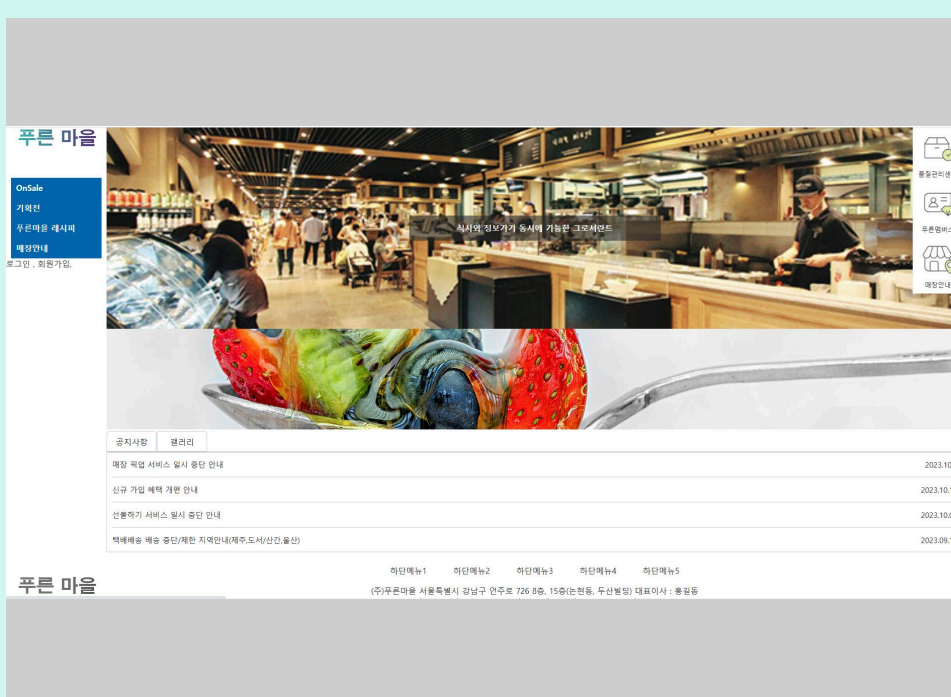 푸른 마을
OnSale
기획전
푸른마을 레시피
매장안내
로그인 , 회원가입,
식사와 정보가기 동시에 가능한 그로서란트
품질관리센
푸른멤버스
매장안내
공지사항 갤러리
매장 픽업 서비스 일시 중단 안내 2023.10
신규 가입 혜택 개편 안내 2023.10.1
선물하기 서비스 일시 중단 안내 2023.10.0
택배배송 배송 중단/제한 지역안내(제주,도서/산간,울산) 2023.09.1
하단메뉴1 하단메뉴2 하단메뉴3 하단메뉴4 하단메뉴5
푸른 마을
(주)푸른마을 서울특별시 강남구 언주로 726 8층, 15층(논현동, 두산빌딩) 대표이사 : 홍길동